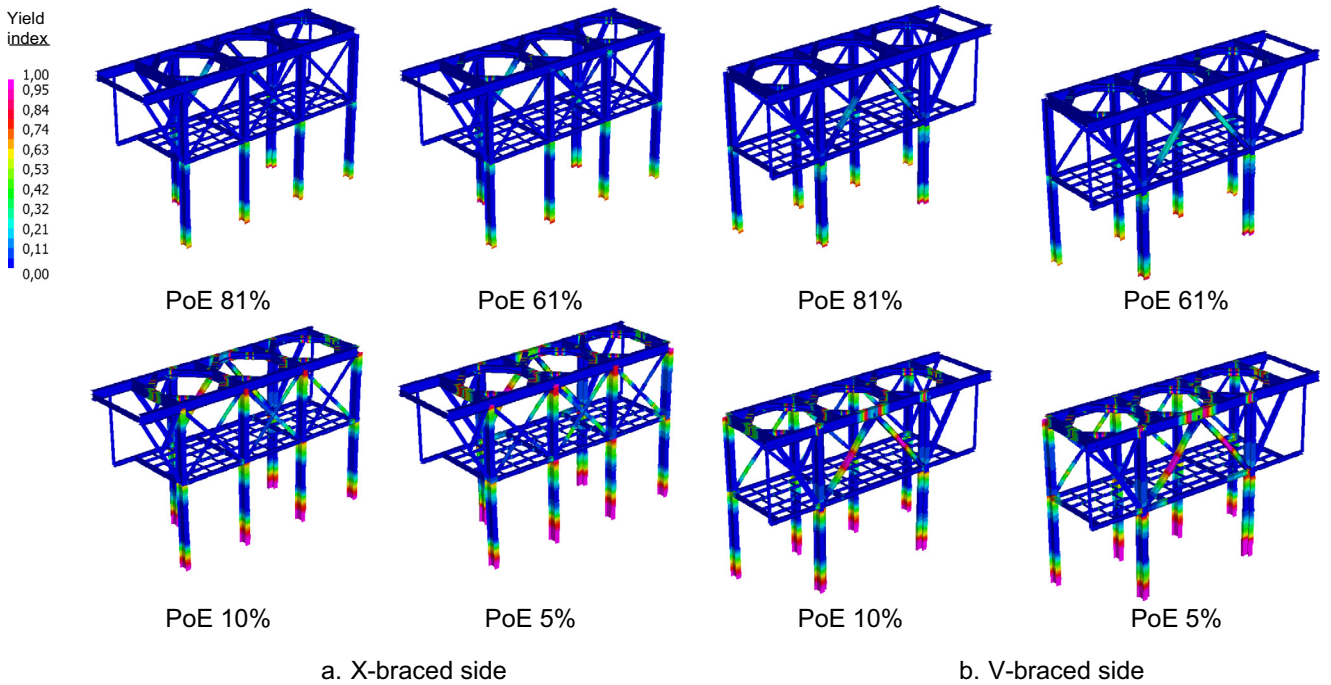 Yield
index
1,00
0,95
0,84
0,74
0,63
0,53
0,42
0,32
0,21
0,11
0,00
PoE 81%
PoE 61%
PoE 81%
PoE 61%
PoE 10%
PoE 5%
PoE 10%
PoE 5%
a. X-braced side
b. V-braced side